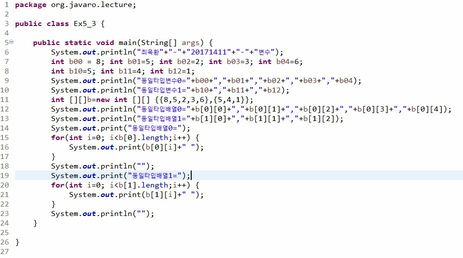 1 package org.javaro.lecture;
2
3 public class Ex5_3 {
4
5 public static void main(String[] args) {
6 System.out.println("최욱환"+"-"+"20171411"+"-"+"변수");
7 int b00 = 8; int b01=5; int b02=2; int b03=3; int b04=6;
8 int b10=5; int b11=4; int b12=1;
9 System.out.println("동일타입변수0="+b00+","+b01+","+b02+","+b03+","+b04);
10 System.out.println("동일타입변수1="+b10+","+b11+","+b12);
11 int [][]b=new int [][] {{8,5,2,3,6},{5,4,1}};
12 System.out.println("동일타입배열0="+b[0][0]+","+b[0][1]+","+b[0][2]+","+b[0][3]+","+b[0][4]);
13 System.out.println("동일타입배열1="+b[1][0]+","+b[1][1]+","+b[1][2]);
14 System.out.print("동일타입배열0=");
15 for(int i=0; i<b[0].length;i++) {
16 System.out.print(b[0][i]+" ");
17 }
18 System.out.println("");
19 System.out.print("동일타입배열1=");
20 for(int i=0; i<b[1].length;i++) {
21 System.out.print(b[1][i]+" ");
22 }
23 System.out.println("");
24 }
25
26 }
27